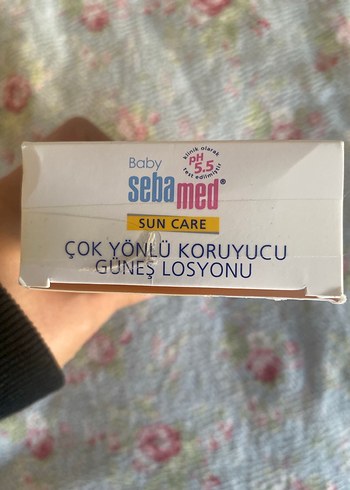 Baby
klinik olarak
pH
5.5
test edilmiştir
sebamed®
SUN CARE
ÇOK YÖNLÜ KORUYUCU
GÜNEŞ LOSYONU